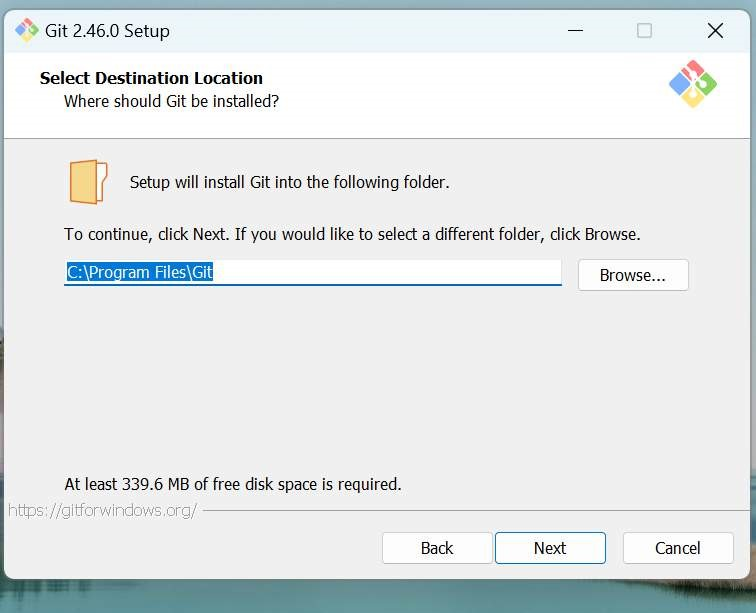 Git 2.46.0 Setup
Select Destination Location
Where should Git be installed?
Setup will install Git into the following folder.
To continue, click Next. If you would like to select a different folder, click Browse.
C:\Program Files\Git
Browse...
At least 339.6 MB of free disk space is required.
https://gitforwindows.org/
Back
Next
Cancel